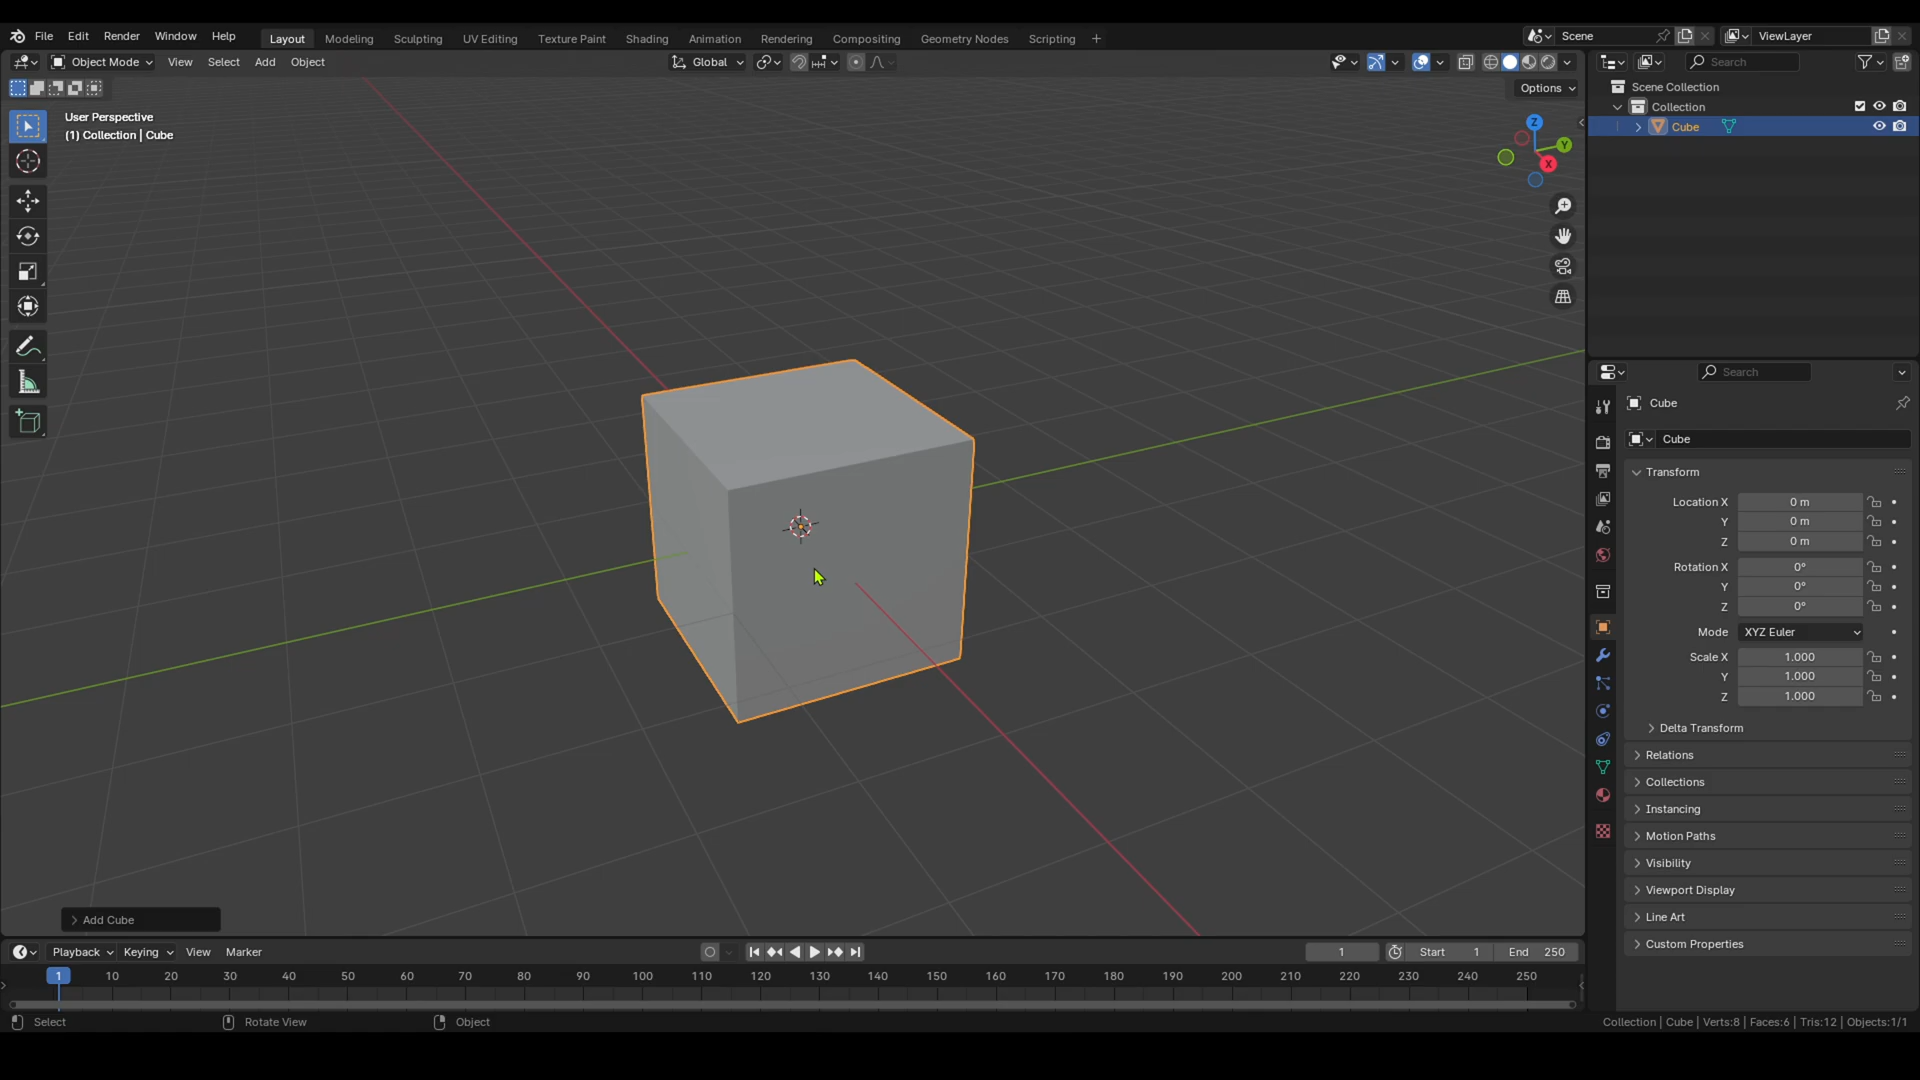 File Edit Render Window Help Layout Modeling Sculpting UV Editing Texture Paint Shading Animation Rendering Compositing Geometry Nodes Scripting + Scene ViewLayer
Object Mode View Select Add Object Global Search
Options
User Perspective
(1) Collection | Cube
Z
Y
X
Scene Collection
Collection
Cube
Search
Cube
Cube
Transform
Location X 0 m
Y 0 m
Z 0 m
Rotation X 0°
Y 0°
Z 0°
Mode XYZ Euler
Scale X 1.000
Y 1.000
Z 1.000
Delta Transform
Relations
Collections
Instancing
Motion Paths
Visibility
Viewport Display
Line Art
Custom Properties
Add Cube
Playback Keying View Marker 1 Start 1 End 250
1 10 20 30 40 50 60 70 80 90 100 110 120 130 140 150 160 170 180 190 200 210 220 230 240 250
Select Rotate View Object Collection | Cube | Verts:8 | Faces:6 | Tris:12 | Objects:1/1